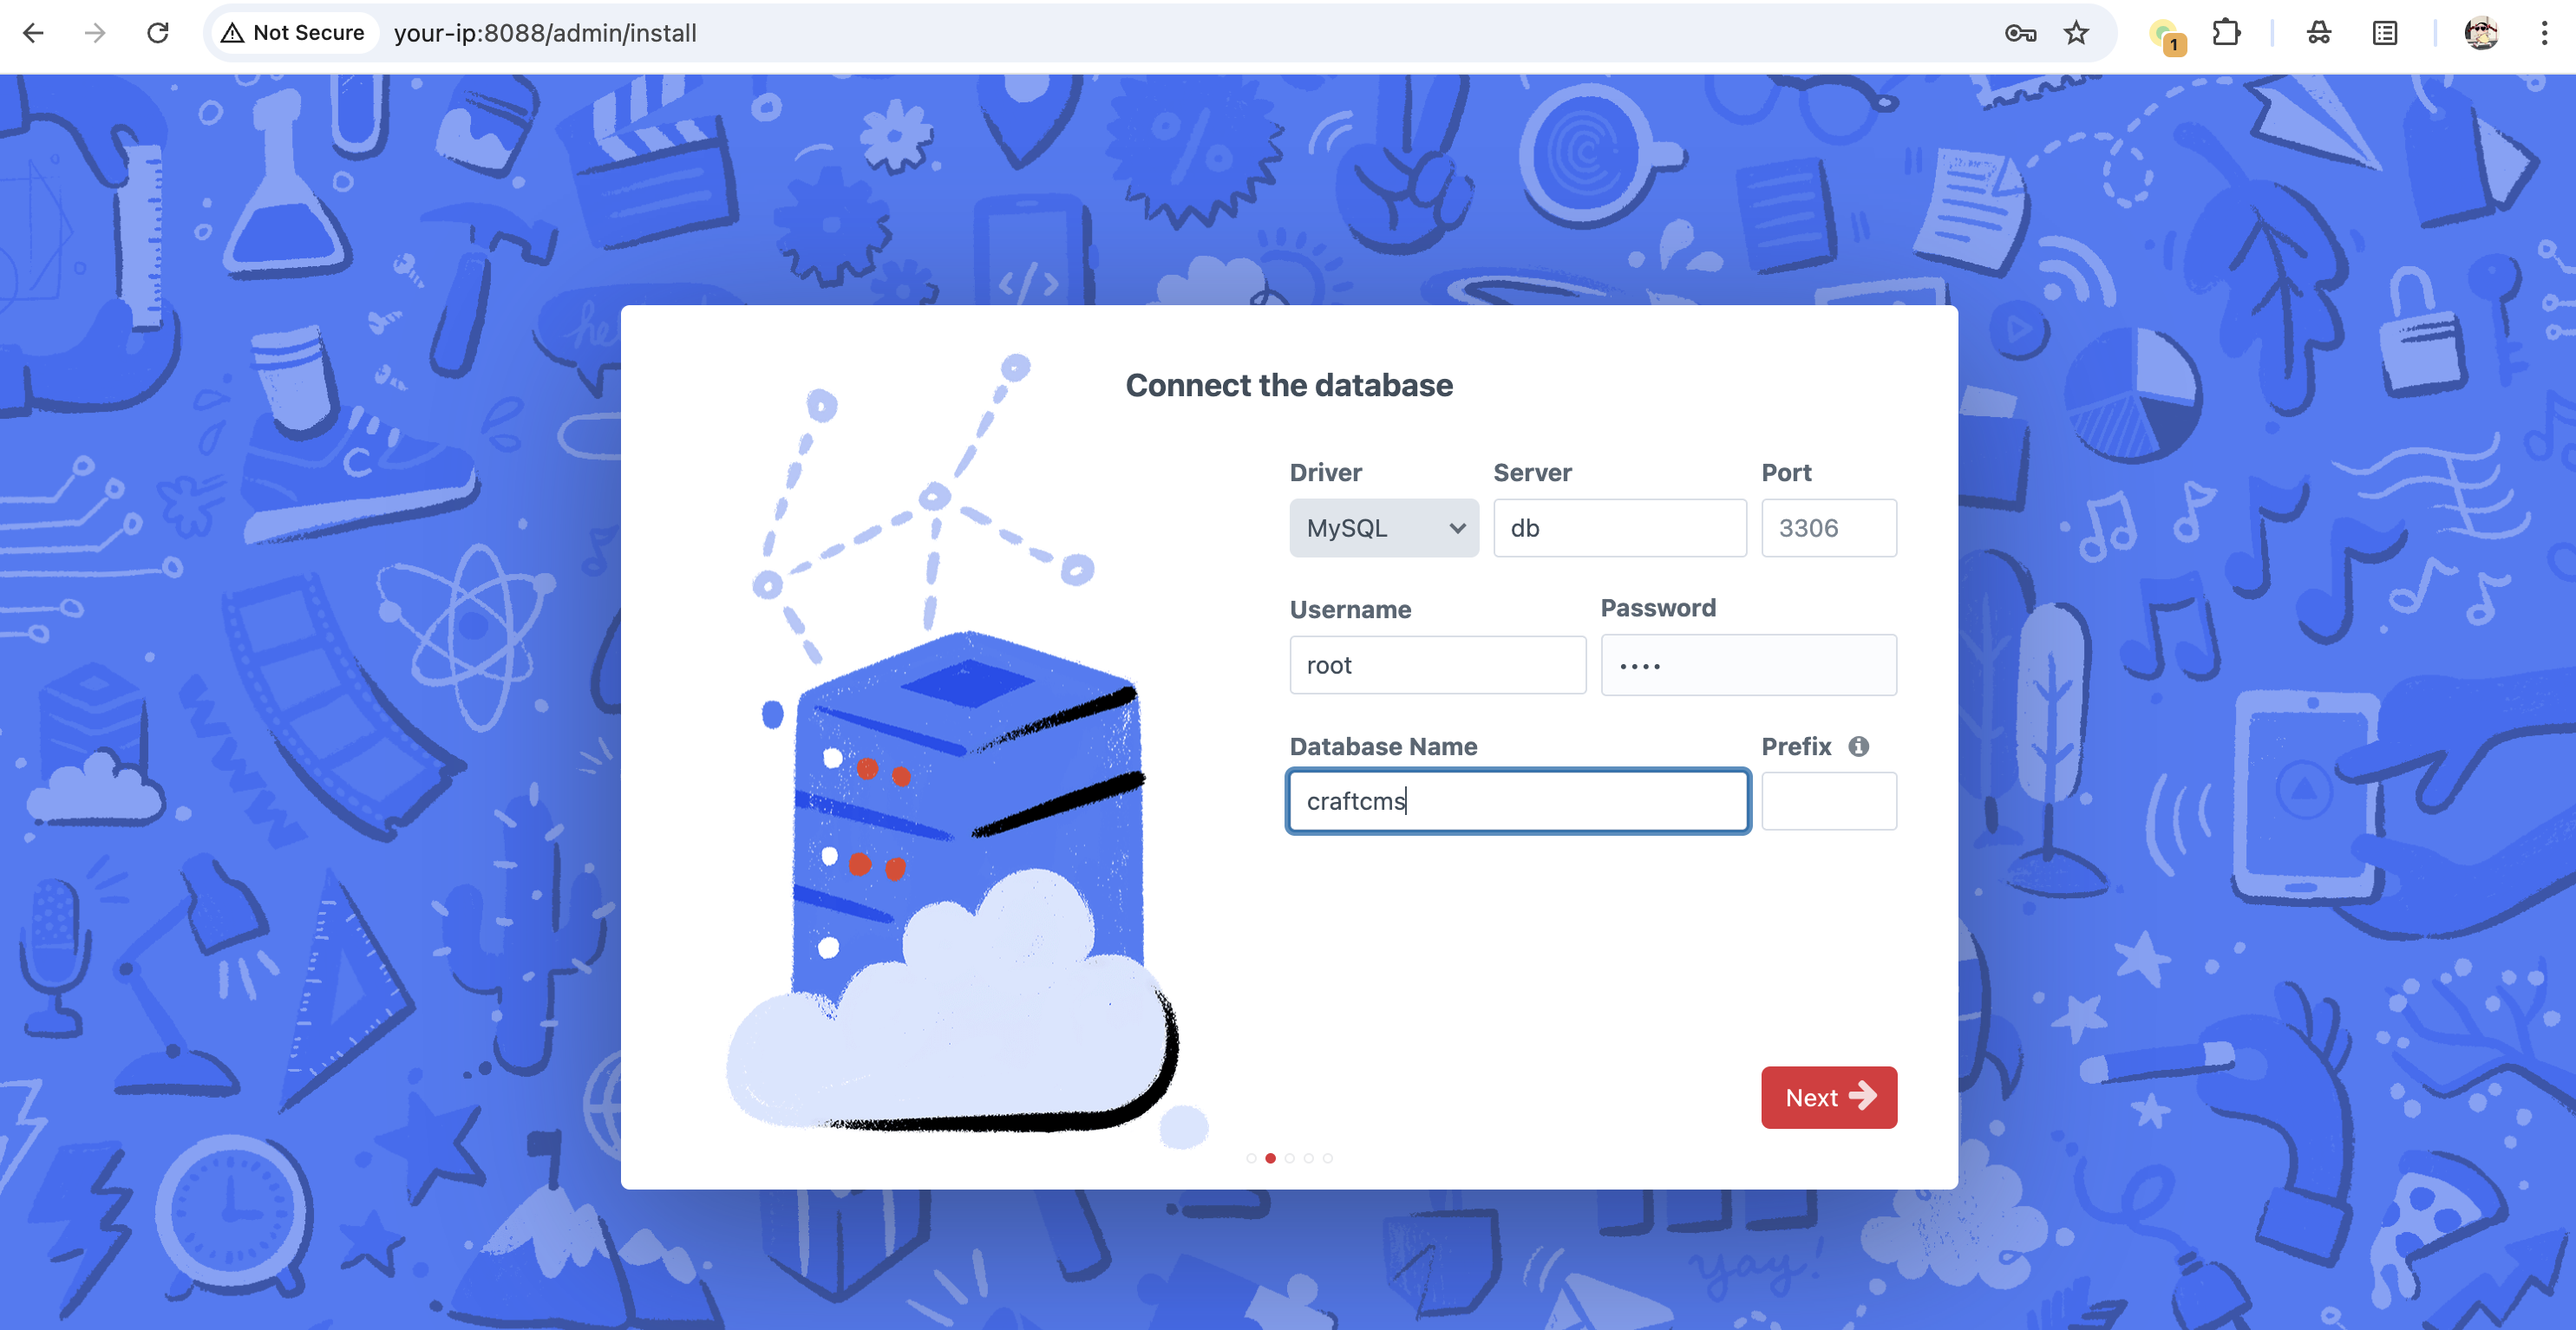 Not Secure your-ip:8088/admin/install
1
</>
C
Connect the database
Driver Server Port
MySQL db 3306
Username Password
root ••••
Database Name Prefix
craftcms
Next
yay!